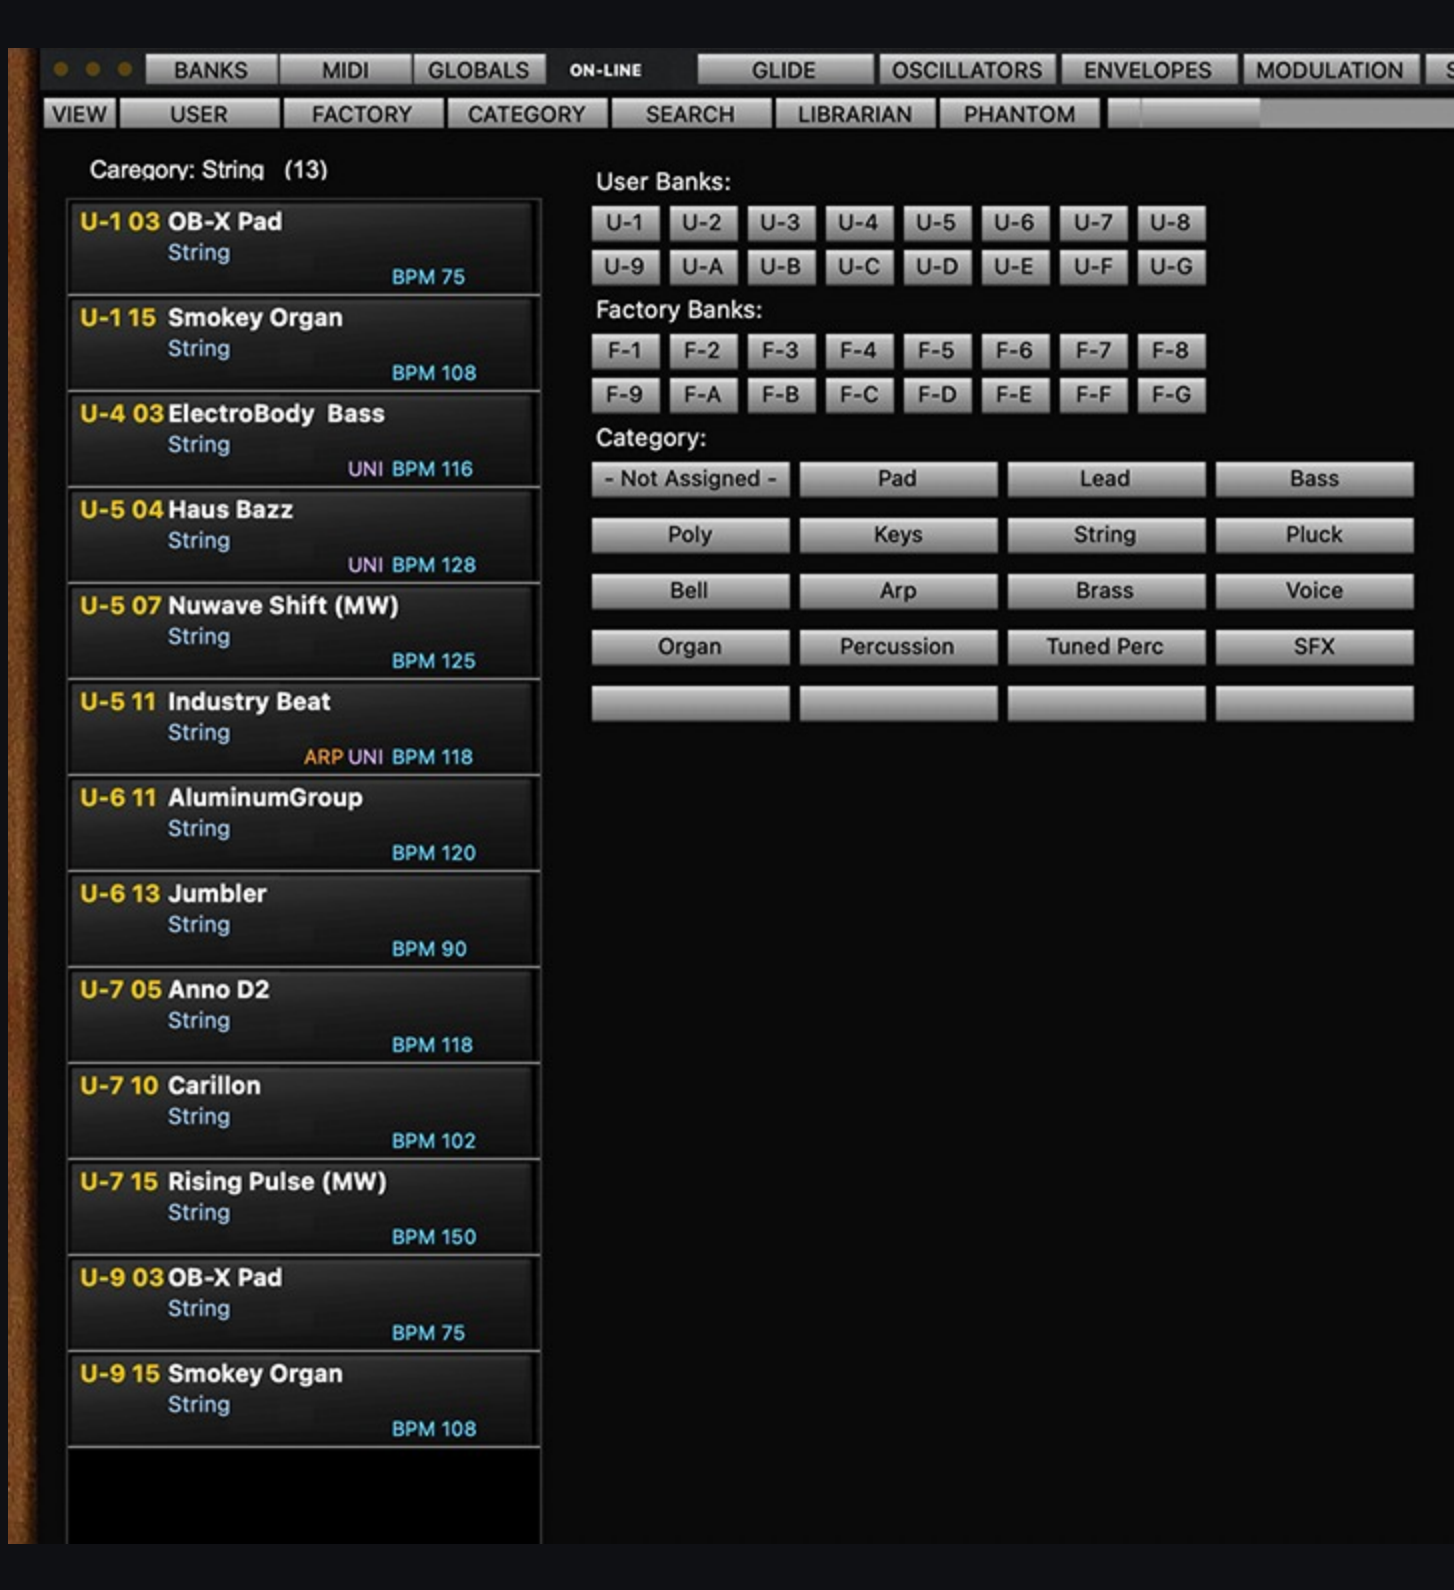 BANKS MIDI GLOBALS ON-LINE GLIDE OSCILLATORS ENVELOPES MODULATION
VIEW USER FACTORY CATEGORY SEARCH LIBRARIAN PHANTOM
Caregory: String (13)
U-1 03 OB-X Pad
String
BPM 75
U-1 15 Smokey Organ
String
BPM 108
U-4 03 ElectroBody Bass
String
UNI BPM 116
U-5 04 Haus Bazz
String
UNI BPM 128
U-5 07 Nuwave Shift (MW)
String
BPM 125
U-5 11 Industry Beat
String
ARP UNI BPM 118
U-6 11 AluminumGroup
String
BPM 120
U-6 13 Jumbler
String
BPM 90
U-7 05 Anno D2
String
BPM 118
U-7 10 Carillon
String
BPM 102
U-7 15 Rising Pulse (MW)
String
BPM 150
U-9 03 OB-X Pad
String
BPM 75
U-9 15 Smokey Organ
String
BPM 108
User Banks:
U-1 U-2 U-3 U-4 U-5 U-6 U-7 U-8
U-9 U-A U-B U-C U-D U-E U-F U-G
Factory Banks:
F-1 F-2 F-3 F-4 F-5 F-6 F-7 F-8
F-9 F-A F-B F-C F-D F-E F-F F-G
Category:
- Not Assigned - Pad Lead Bass
Poly Keys String Pluck
Bell Arp Brass Voice
Organ Percussion Tuned Perc SFX